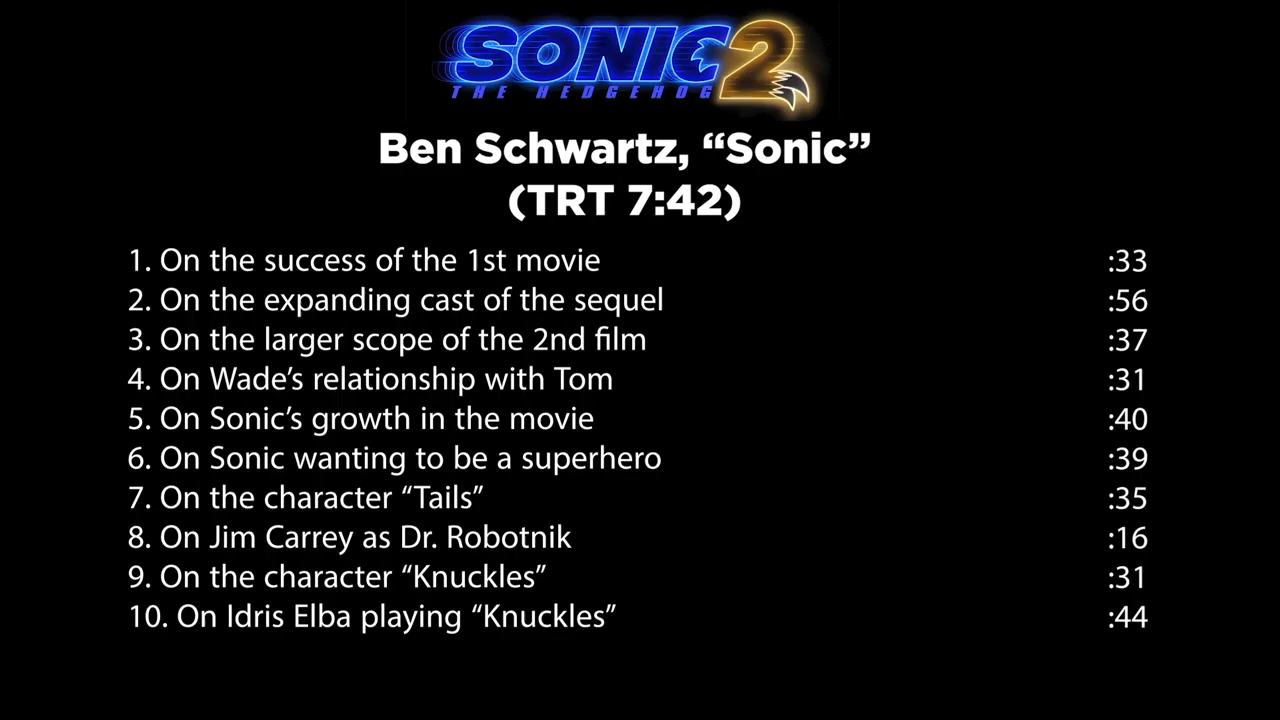 SONIC 2
THE HEDGEHOG
Ben Schwartz, “Sonic”
(TRT 7:42)
1. On the success of the 1st movie :33
2. On the expanding cast of the sequel :56
3. On the larger scope of the 2nd film :37
4. On Wade’s relationship with Tom :31
5. On Sonic’s growth in the movie :40
6. On Sonic wanting to be a superhero :39
7. On the character “Tails” :35
8. On Jim Carrey as Dr. Robotnik :16
9. On the character “Knuckles” :31
10. On Idris Elba playing “Knuckles” :44